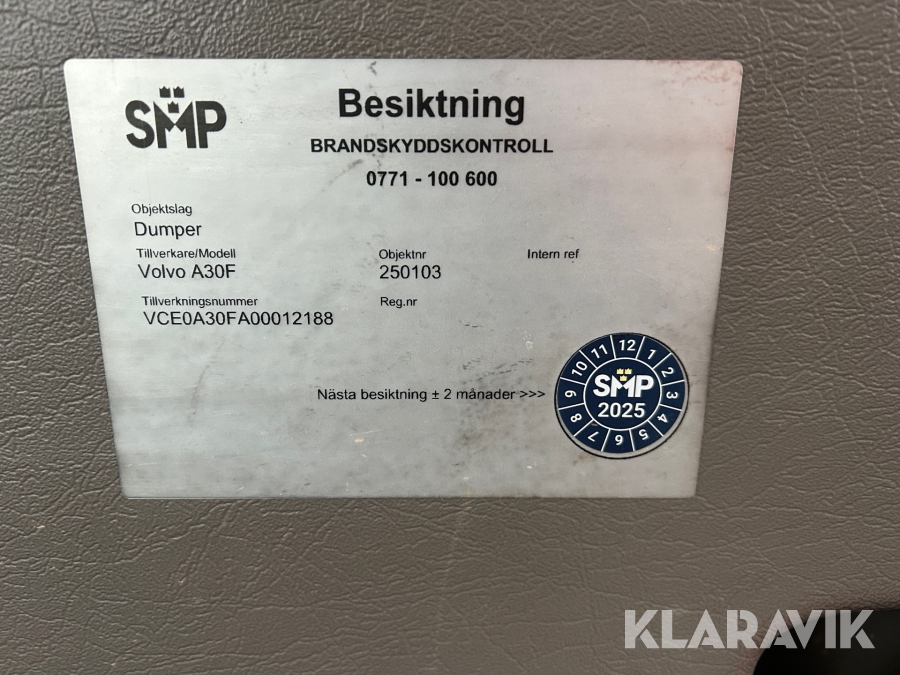 SMP
Besiktning
BRANDSKYDDSKONTROLL
0771 - 100 600
Objektslag
Dumper
Tillverkare/Modell
Volvo A30F
Objektnr
250103
Intern ref
Tillverkningsnummer
VCE0A30FA00012188
Reg.nr
Nästa besiktning ± 2 månader >>>
1 2 3 4 5 6 7 8 9 10 11 12
SMP
2025
KLARAVIK